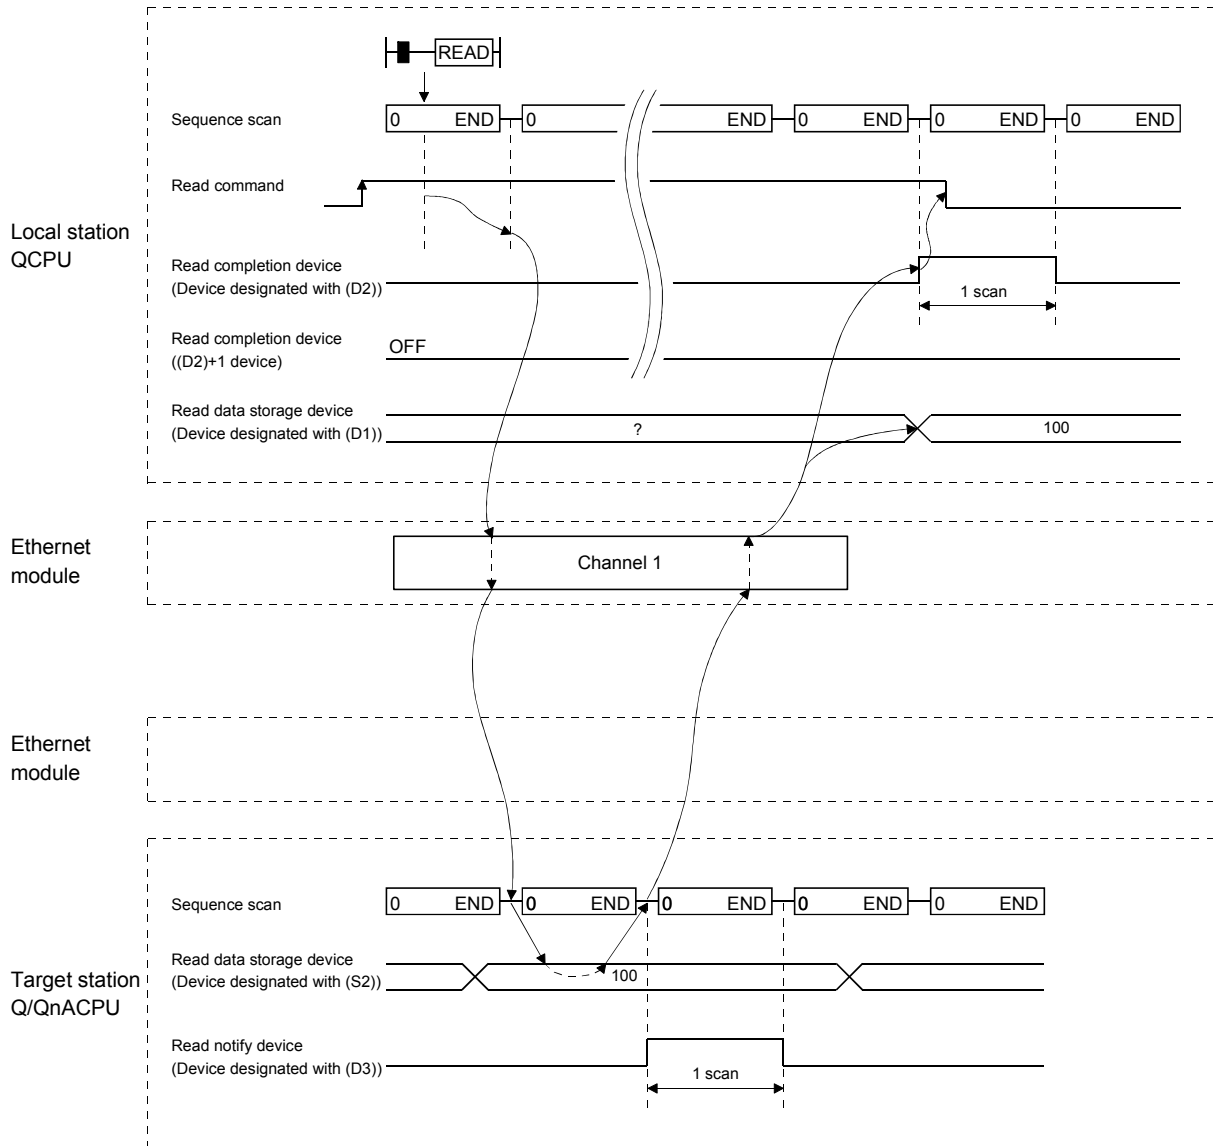 READ
Sequence scan
0 END 0 END 0 END 0 END 0 END
Read command
Local station
QCPU
Read completion device
(Device designated with (D2))
1 scan
Read completion device
((D2)+1 device)
OFF
Read data storage device
(Device designated with (D1))
?
100
Ethernet
module
Channel 1
Ethernet
module
Sequence scan
0 END 0 END 0 END 0 END 0 END
Target station
Q/QnACPU
Read data storage device
(Device designated with (S2))
100
Read notify device
(Device designated with (D3))
1 scan